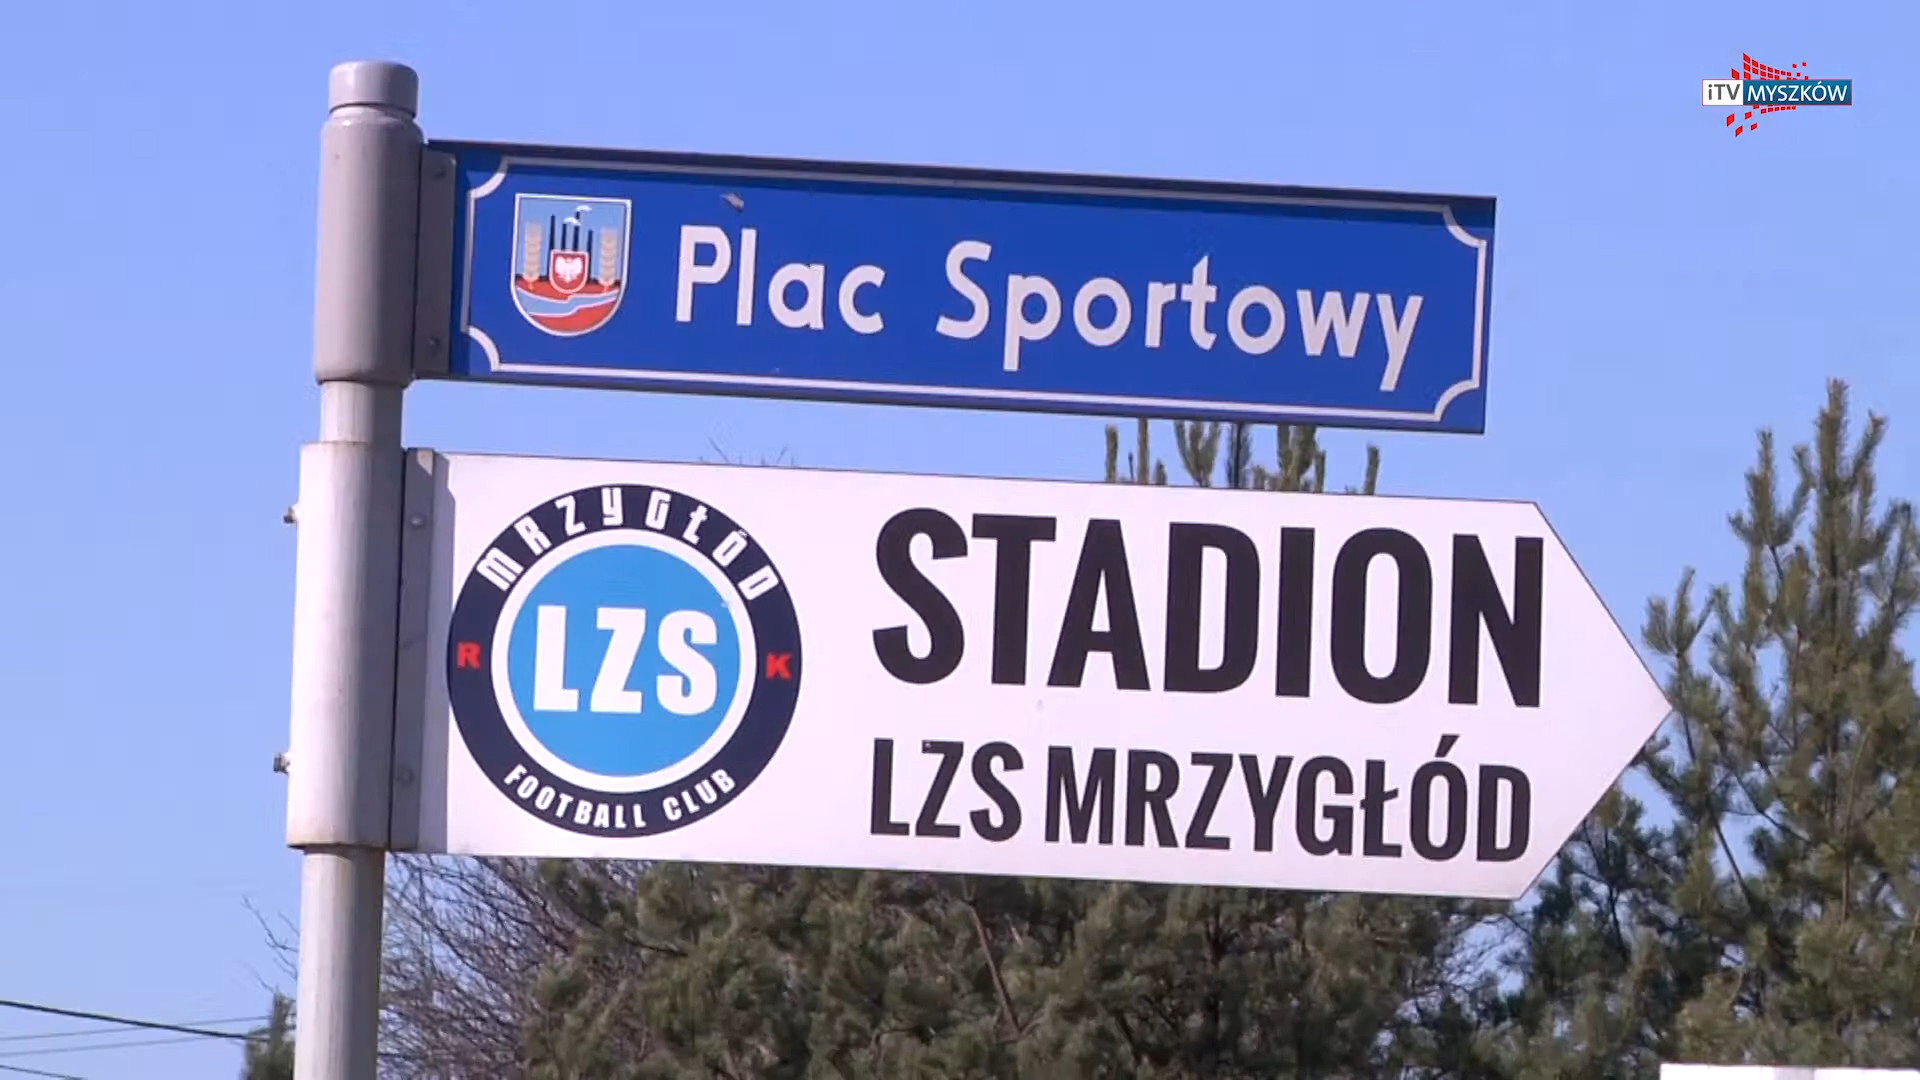 iTV MYSZKÓW
Plac Sportowy
MRZYGŁÓD
R LZS K
FOOTBALL CLUB
STADION
LZS MRZYGŁÓD